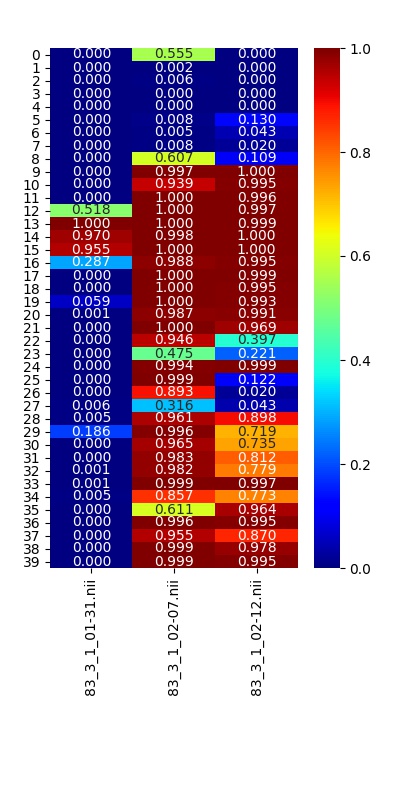 0 0.000 0.555 0.000
1 0.000 0.002 0.000
2 0.000 0.006 0.000
3 0.000 0.000 0.000
4 0.000 0.000 0.000
5 0.000 0.008 0.130
6 0.000 0.005 0.043
7 0.000 0.008 0.020
8 0.000 0.607 0.109
9 0.000 0.997 1.000
10 0.000 0.939 0.995
11 0.000 1.000 0.996
12 0.518 1.000 0.997
13 1.000 1.000 0.999
14 0.970 0.998 1.000
15 0.955 1.000 1.000
16 0.287 0.988 0.995
17 0.000 1.000 0.999
18 0.000 1.000 0.995
19 0.059 1.000 0.993
20 0.001 0.987 0.991
21 0.000 1.000 0.969
22 0.000 0.946 0.397
23 0.000 0.475 0.221
24 0.000 0.994 0.999
25 0.000 0.999 0.122
26 0.000 0.893 0.020
27 0.006 0.316 0.043
28 0.005 0.961 0.898
29 0.186 0.996 0.719
30 0.000 0.965 0.735
31 0.000 0.983 0.812
32 0.001 0.982 0.779
33 0.001 0.999 0.997
34 0.005 0.857 0.773
35 0.000 0.611 0.964
36 0.000 0.996 0.995
37 0.000 0.955 0.870
38 0.000 0.999 0.978
39 0.000 0.999 0.995
83_3_1_01-31.nii
83_3_1_02-07.nii
83_3_1_02-12.nii
1.0
0.8
0.6
0.4
0.2
0.0